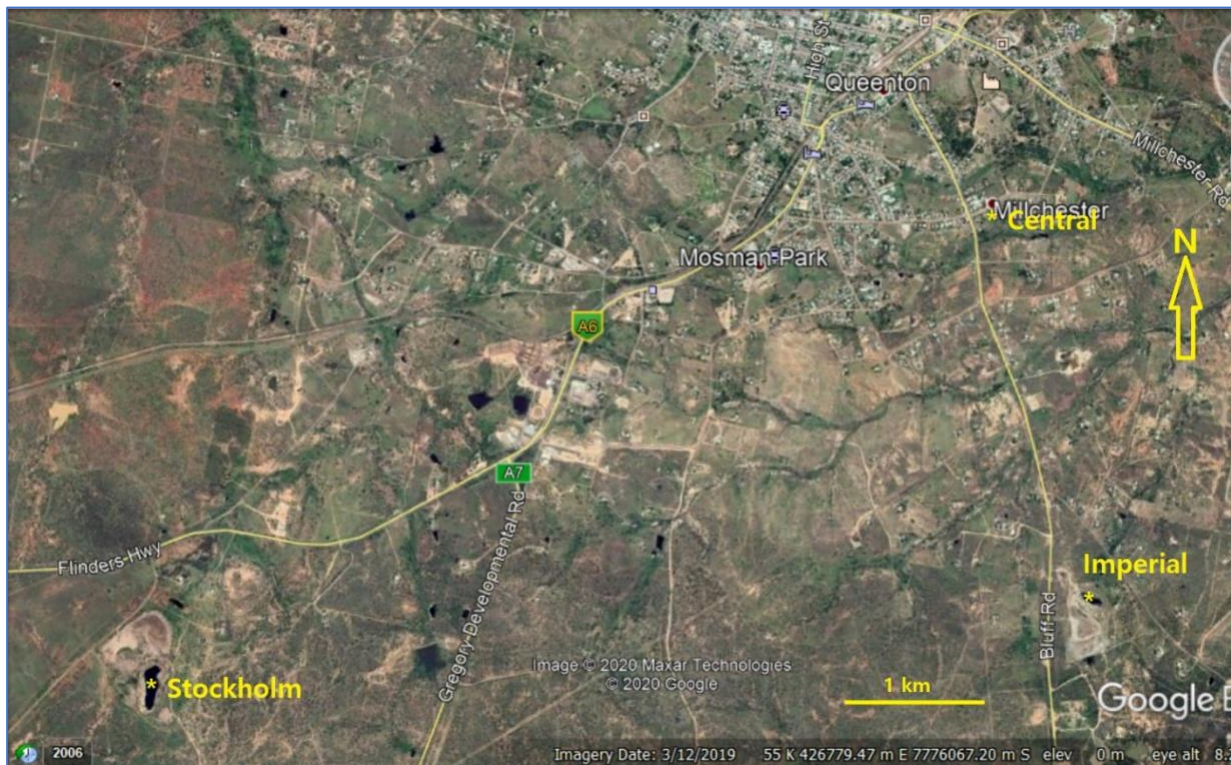 High St
Queenton
Millchester Rd
Millchester
* Central
Mosman Park
N
A6
A7
Flinders Hwy
Gregory Developmental Rd
Imperial
*
Bluff Rd
Image © 2020 Maxar Technologies
© 2020 Google
* Stockholm
1 km
Google E
2006
Imagery Date: 3/12/2019 55 K 426779.47 m E 7776067.20 m S elev 0 m eye alt 8.